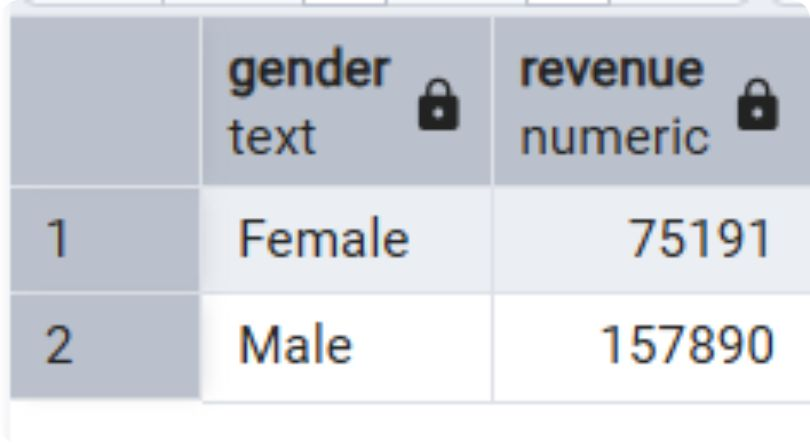 gender revenue
text numeric
1 Female 75191
2 Male 157890